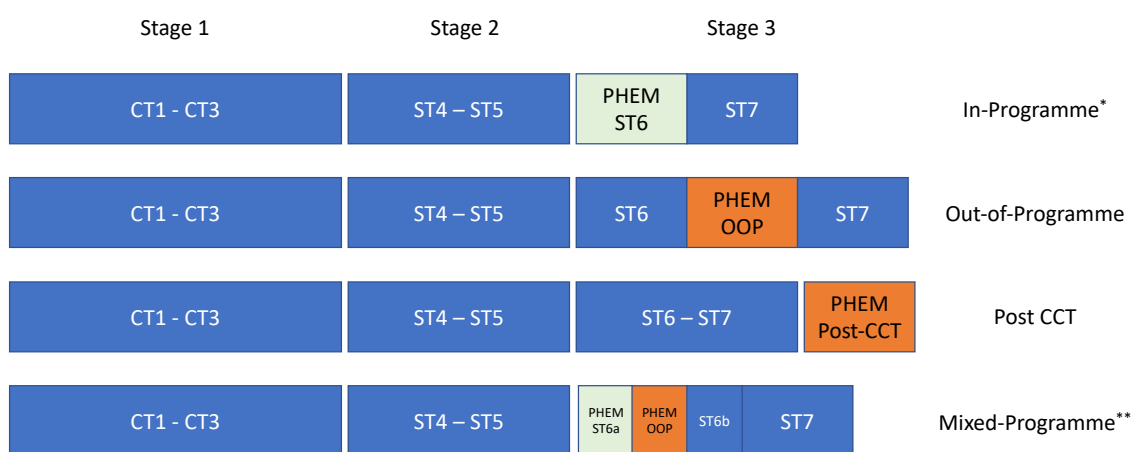 Stage 1
Stage 2
Stage 3
CT1 - CT3
ST4 – ST5
PHEM
ST6
ST7
In-Programme*
CT1 - CT3
ST4 – ST5
ST6
PHEM
OOP
ST7
Out-of-Programme
CT1 - CT3
ST4 – ST5
ST6 – ST7
PHEM
Post-CCT
Post CCT
CT1 - CT3
ST4 – ST5
PHEM
ST6a
PHEM
OOP
ST6b
ST7
Mixed-Programme**